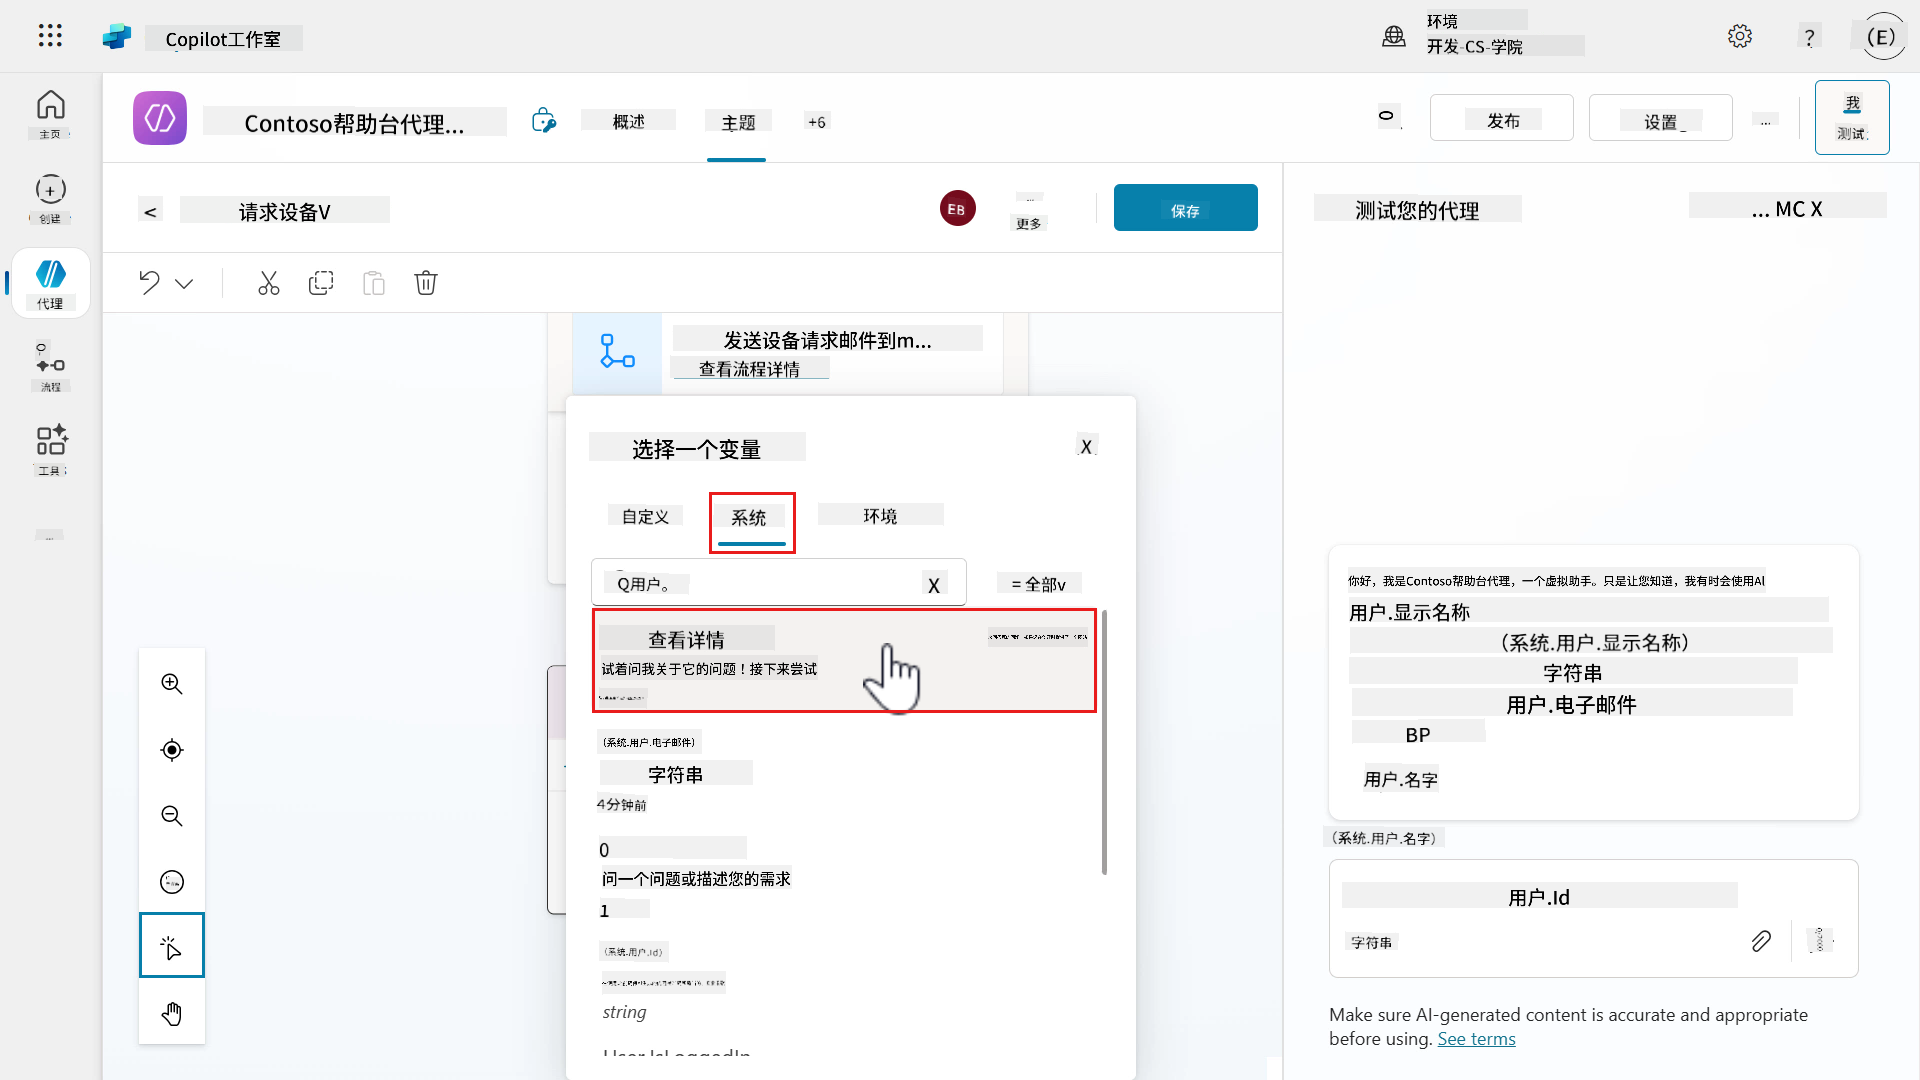 Copilot工作室
环境
开发-CS-学院
?
(E)
主页
创建
代理
流程
工具
Contoso帮助台代理...
概述
主题
+6
发布
设置
...
我
测试
<
请求设备V
EB
更多
保存
发送设备请求邮件到m...
查看流程详情
选择一个变量
X
自定义
系统
环境
Q用户。
X
= 全部v
查看详情
试着问我关于它的问题！接下来尝试
（系统.用户.电子邮件）
字符串
4分钟前
0
问一个问题或描述您的需求
1
（系统.用户.Id）
string
User.IsLoggedIn
测试您的代理
... MC X
你好，我是Contoso帮助台代理，一个虚拟助手。只是让您知道，我有时会使用AI
用户.显示名称
（系统.用户.显示名称）
字符串
用户.电子邮件
BP
用户.名字
（系统.用户.名字）
用户.Id
字符串
Make sure AI-generated content is accurate and appropriate
before using. See terms